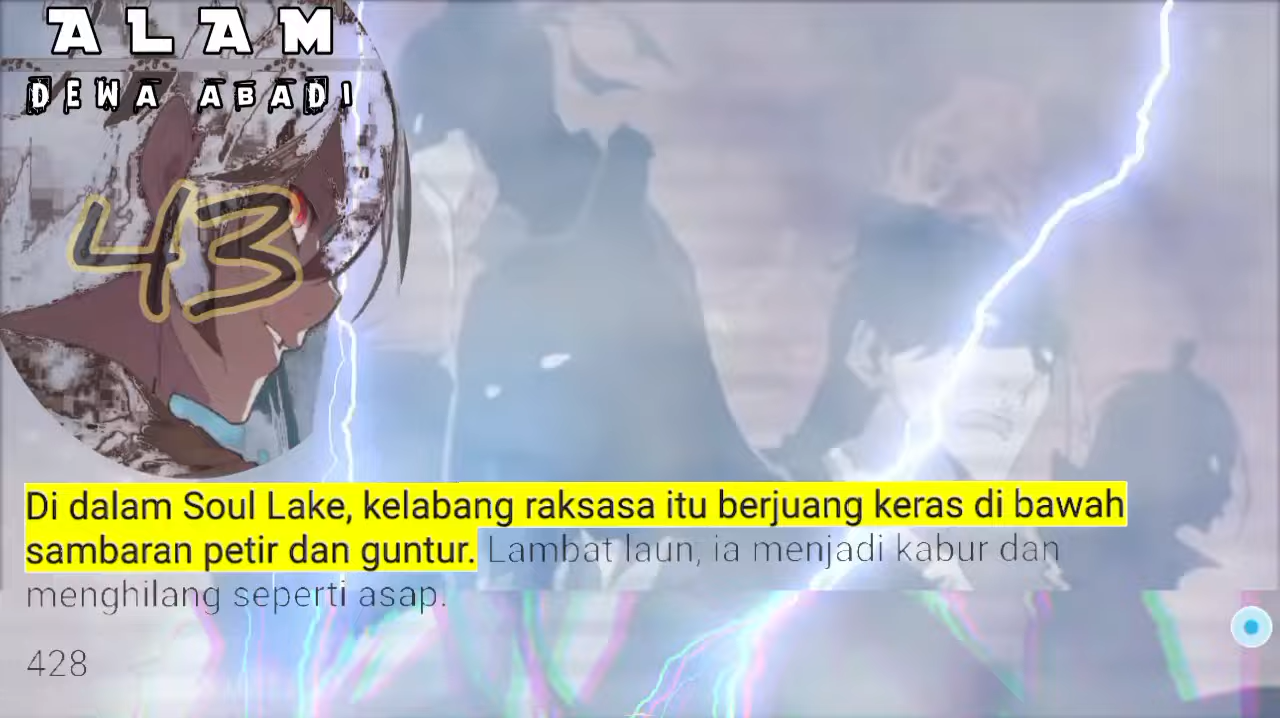 ALAM
DEWA ABADI
43
Di dalam Soul Lake, kelabang raksasa itu berjuang keras di bawah
sambaran petir dan guntur. Lambat laun, ia menjadi kabur dan
menghilang seperti asap.
428